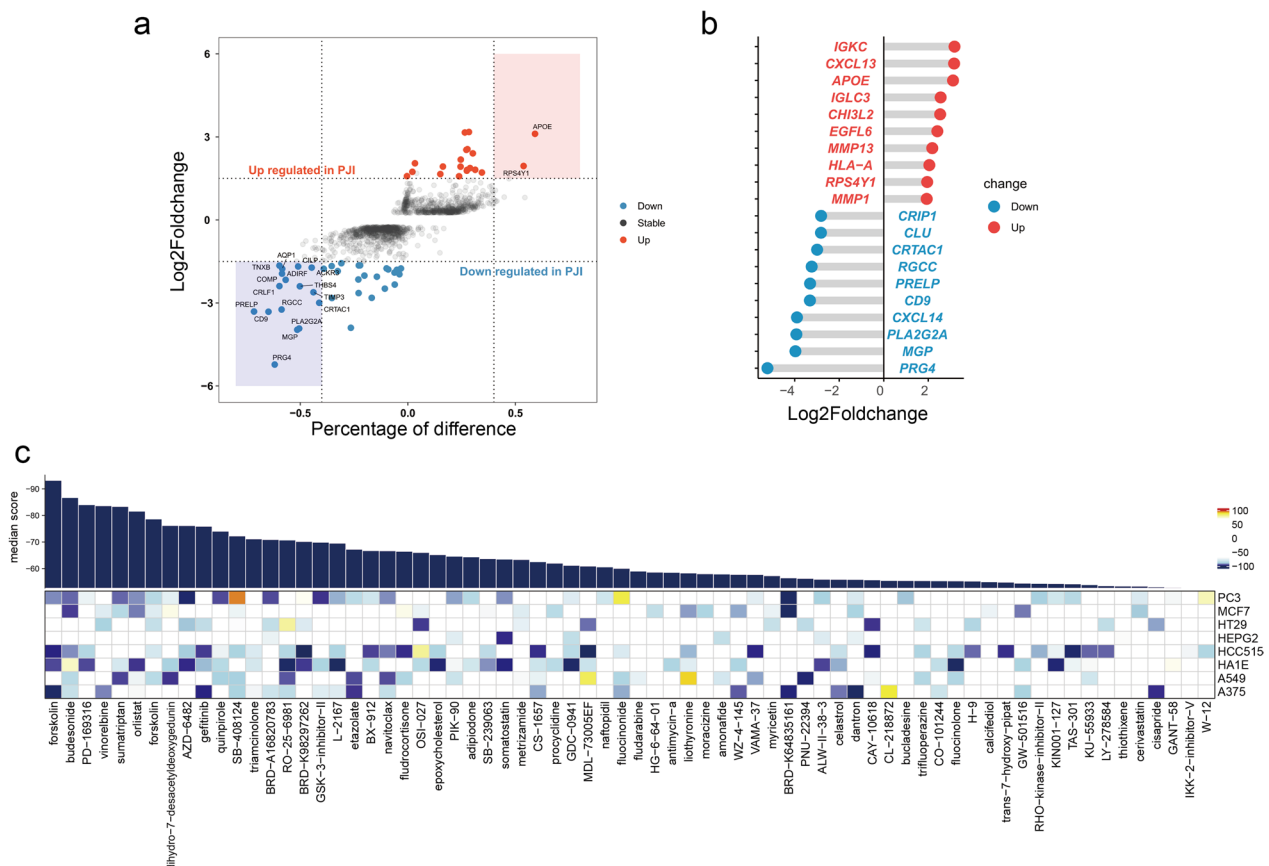 a
6
3
0
−3
−6
Log2Foldchange
Up regulated in PJI
Down regulated in PJI
APOE
RPS4Y1
AQP1
CILP
TNXB
ADIRF
ACKR3
COMP
THBS4
CRLF1
TIMP3
RGCC
CRTAC1
PRELP
CD9
PLA2G2A
MGP
PRG4
−0.5
0.0
0.5
Percentage of difference
Down
Stable
Up
b
IGKC
CXCL13
APOE
IGLC3
CHI3L2
EGFL6
MMP13
HLA−A
RPS4Y1
MMP1
CRIP1
CLU
CRTAC1
RGCC
PRELP
CD9
CXCL14
PLA2G2A
MGP
PRG4
−4
−2
0
2
Log2Foldchange
change
Down
Up
c
median score
−90
−80
−70
−60
100
50
0
−50
−100
PC3
MCF7
HT29
HEPG2
HCC515
HA1E
A549
A375
forskolin
budesonide
PD−169316
vinorelbine
sumatriptan
orlistat
forskolin
lihydro−7−desacetyldeoxygedunin
AZD−6482
gefitinib
quinpirole
SB−408124
triamcinolone
BRD−A16820783
RO−25−6981
BRD−K98297262
GSK−3−inhibitor−II
L−2167
etazolate
BX−912
navitoclax
fludrocortisone
OSI−027
epoxycholesterol
PIK−90
adipiodone
SB−239063
somatostatin
metrizamide
CS−1657
procyclidine
GDC−0941
MDL−73005EF
naftopidil
fluocinonide
fludarabine
HG−6−64−01
antimycin−a
liothyronine
moracizine
amonafide
WZ−4−145
VAMA−37
myricetin
BRD−K64835161
PNU−22394
ALW−II−38−3
celastrol
dantron
CAY−10618
CL−218872
bucladesine
trifluoperazine
CO−101244
fluocinolone
H−9
calcifediol
trans−7−hydroxy−pipat
GW−501516
RHO−kinase−inhibitor−II
KIN001−127
TAS−301
KU−55933
LY−278584
thiothixene
cerivastatin
cisapride
GANT−58
IKK−2−inhibitor−V
W−12